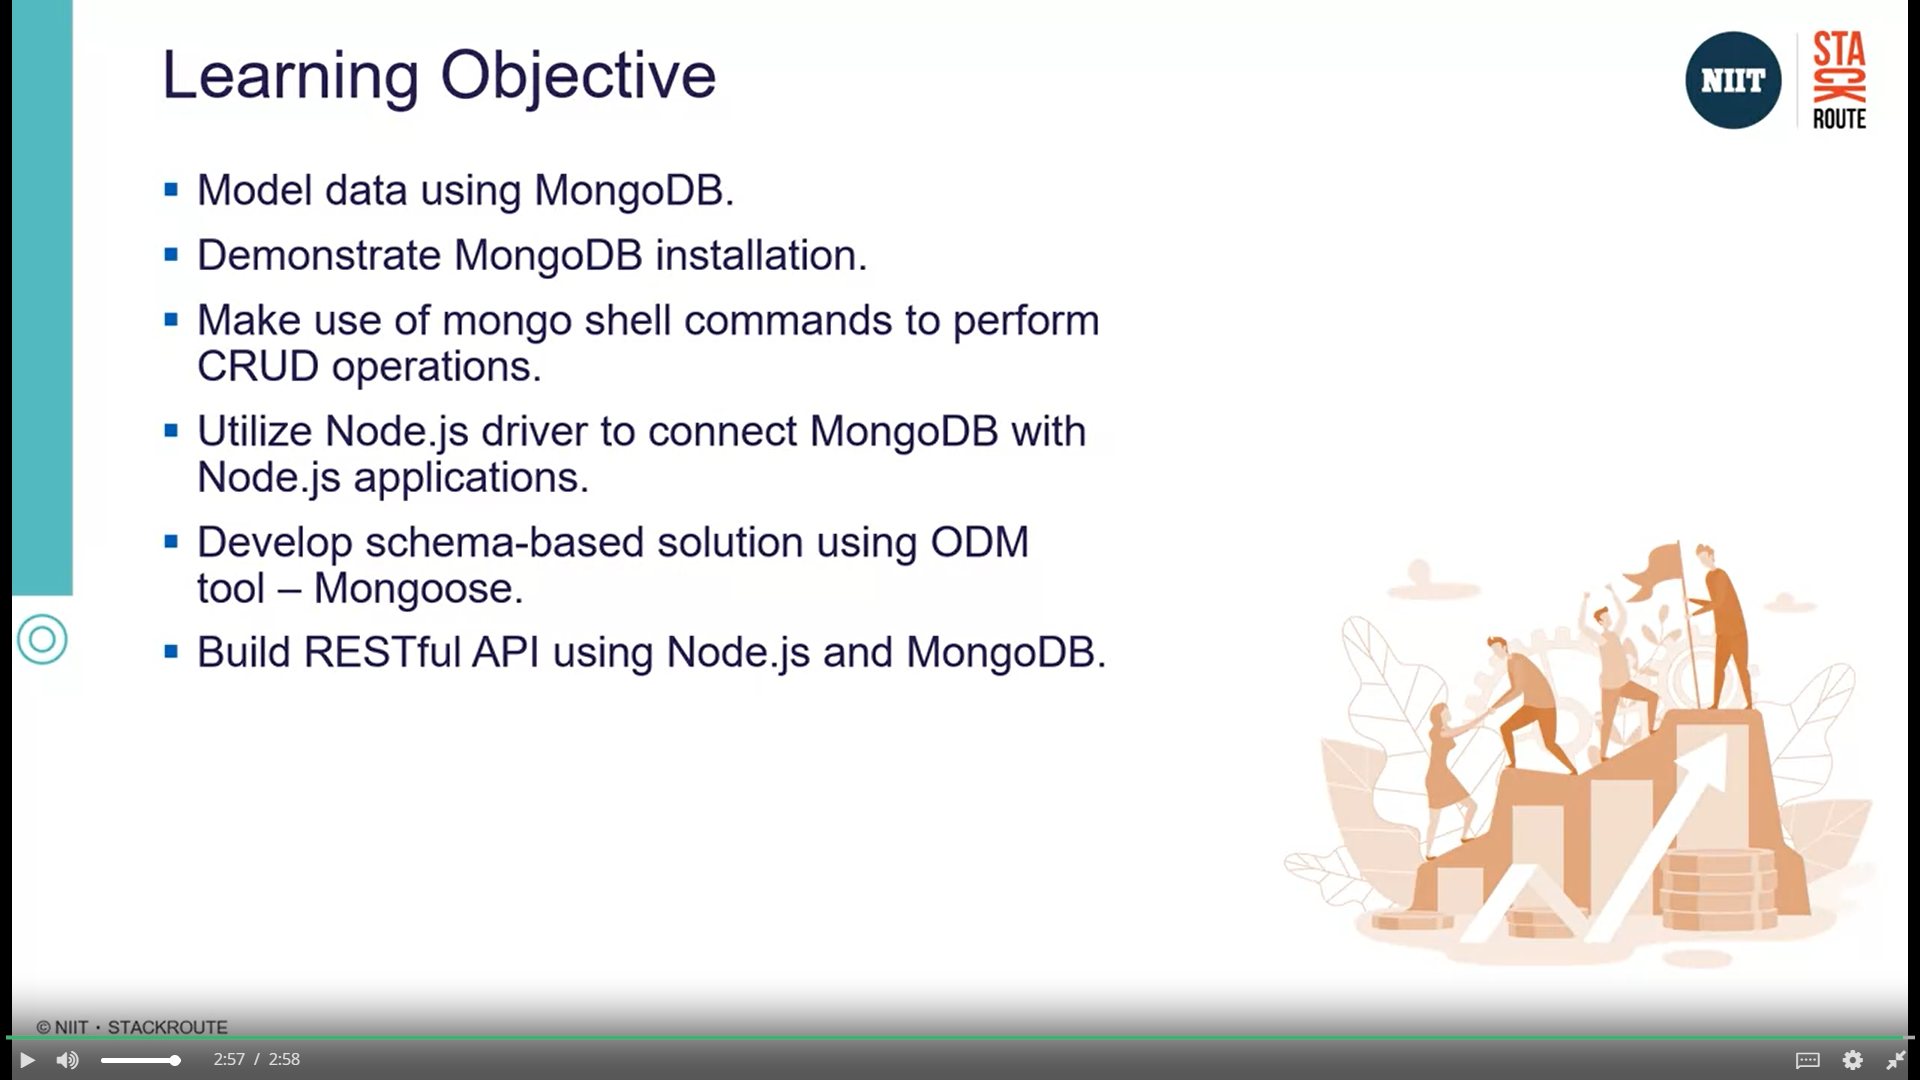 Learning Objective
NIIT
STA
CK
ROUTE
▪ Model data using MongoDB.
▪ Demonstrate MongoDB installation.
▪ Make use of mongo shell commands to perform
CRUD operations.
▪ Utilize Node.js driver to connect MongoDB with
Node.js applications.
▪ Develop schema-based solution using ODM
tool – Mongoose.
▪ Build RESTful API using Node.js and MongoDB.
© NIIT · STACKROUTE
2:57 / 2:58